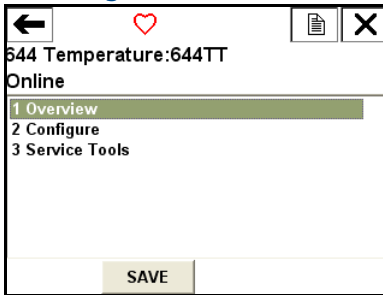 644 Temperature:644TT
Online
1 Overview
2 Configure
3 Service Tools
SAVE